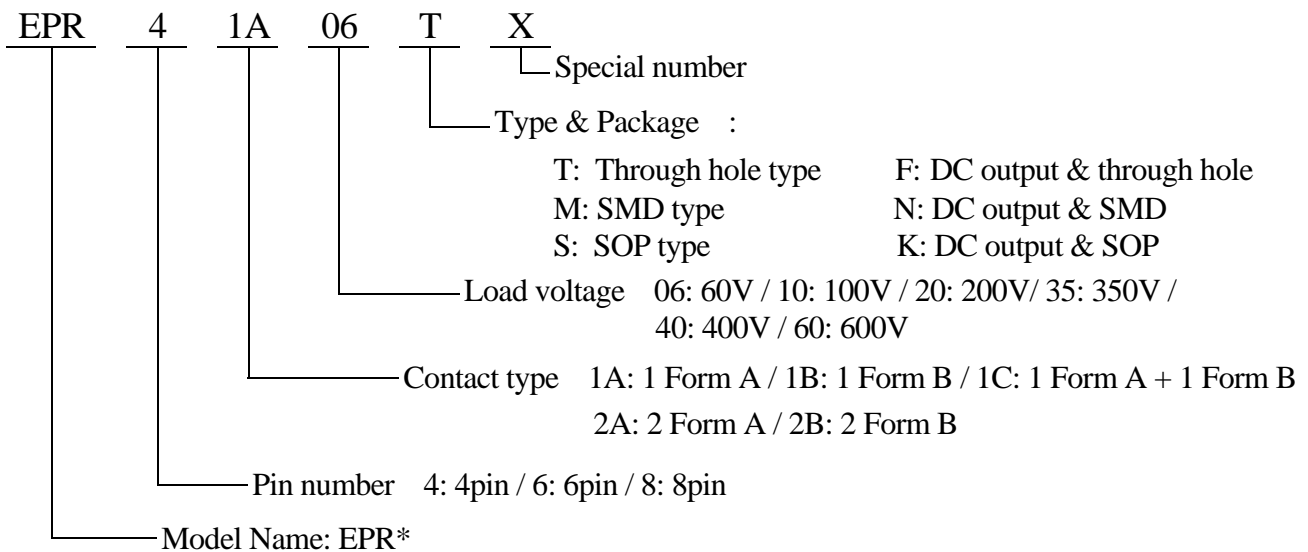 EPR 4 1A 06 T X
Special number
Type & Package :
T: Through hole type F: DC output & through hole
M: SMD type N: DC output & SMD
S: SOP type K: DC output & SOP
Load voltage 06: 60V / 10: 100V / 20: 200V/ 35: 350V /
40: 400V / 60: 600V
Contact type 1A: 1 Form A / 1B: 1 Form B / 1C: 1 Form A + 1 Form B
2A: 2 Form A / 2B: 2 Form B
Pin number 4: 4pin / 6: 6pin / 8: 8pin
Model Name: EPR*